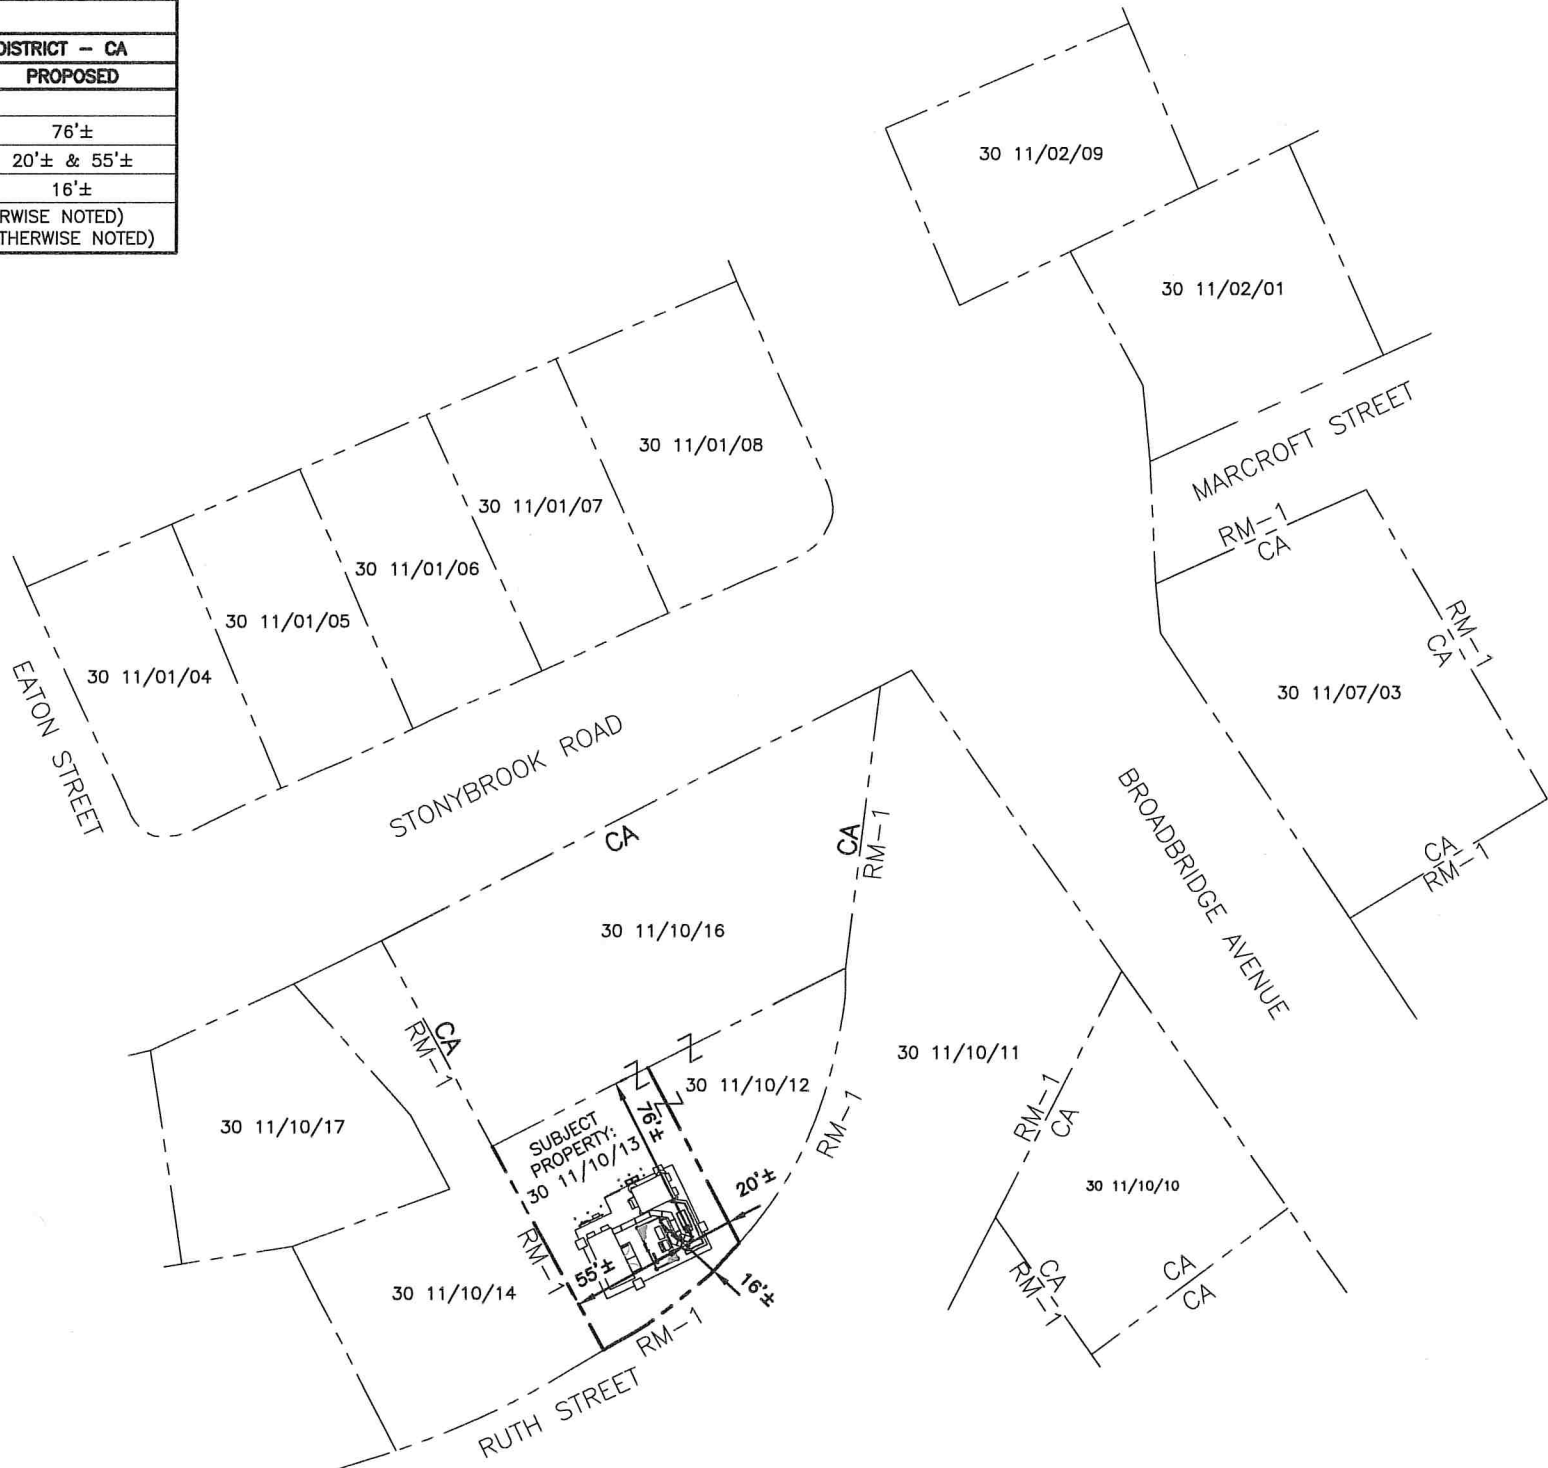 DISTRICT - CA
PROPOSED
76'±
20'± & 55'±
16'±
RWISE NOTED)
THERWISE NOTED)
30 11/02/09
30 11/02/01
MARCROFT STREET
30 11/01/08
30 11/01/07
30 11/01/06
30 11/01/05
30 11/01/04
EATON STREET
STONYBROOK ROAD
RM-1
CA
RM-1
CA
30 11/07/03
CA
RM-1
BROADBRIDGE AVENUE
CA
CA
RM-1
30 11/10/16
CA
RM-1
30 11/10/11
30 11/10/12
RM-1
30 11/10/17
SUBJECT
PROPERTY:
30 11/10/13
76'±
20'±
55'±
16'±
RM-1
RM-1
30 11/10/14
RM-1
CA
30 11/10/10
CA
RM-1
CA
CA
RUTH STREET